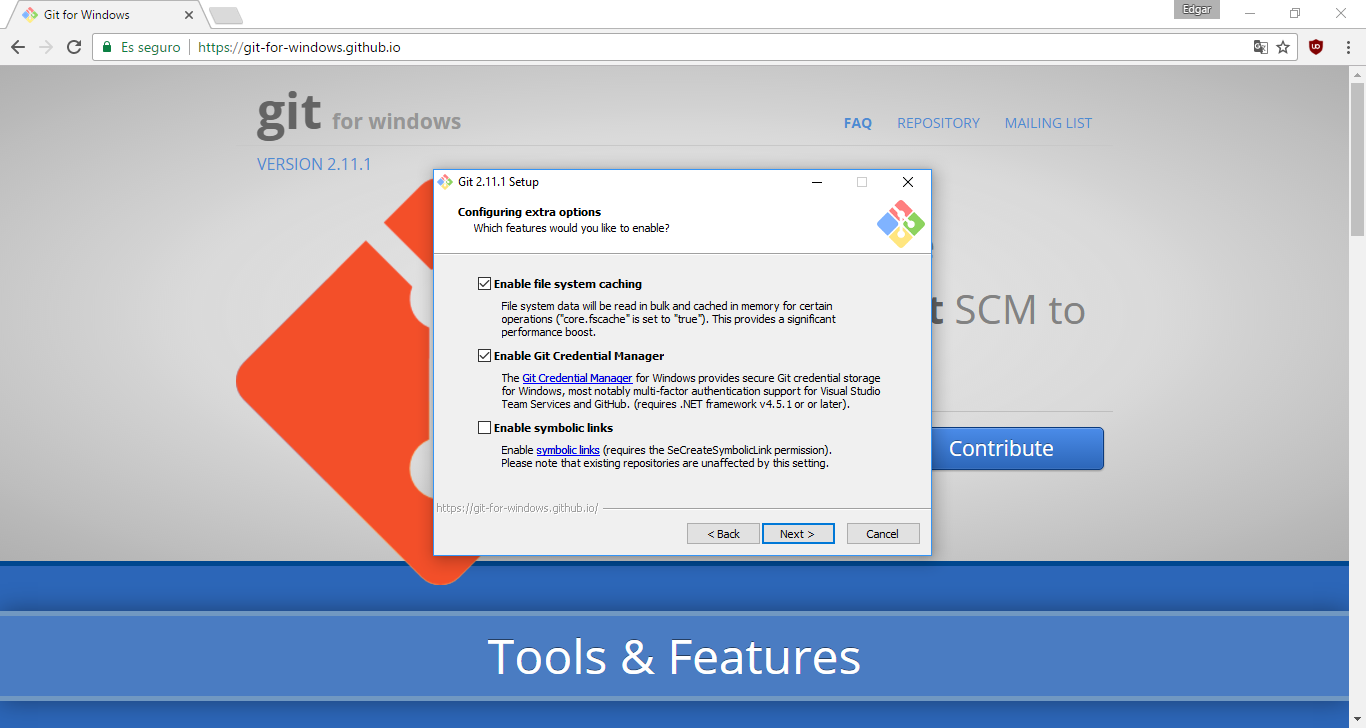 Git for Windows
Edgar
Es seguro
https://git-for-windows.github.io
git for windows
FAQ REPOSITORY MAILING LIST
VERSION 2.11.1
Git 2.11.1 Setup
Configuring extra options
Which features would you like to enable?
Enable file system caching
File system data will be read in bulk and cached in memory for certain
operations ("core.fscache" is set to "true"). This provides a significant
performance boost.
Enable Git Credential Manager
The Git Credential Manager for Windows provides secure Git credential storage
for Windows, most notably multi-factor authentication support for Visual Studio
Team Services and GitHub. (requires .NET framework v4.5.1 or or later).
Enable symbolic links
Enable symbolic links (requires the SeCreateSymbolicLink permission).
Please note that existing repositories are unaffected by this setting.
https://git-for-windows.github.io/
< Back
Next >
Cancel
SCM to
Contribute
Tools & Features